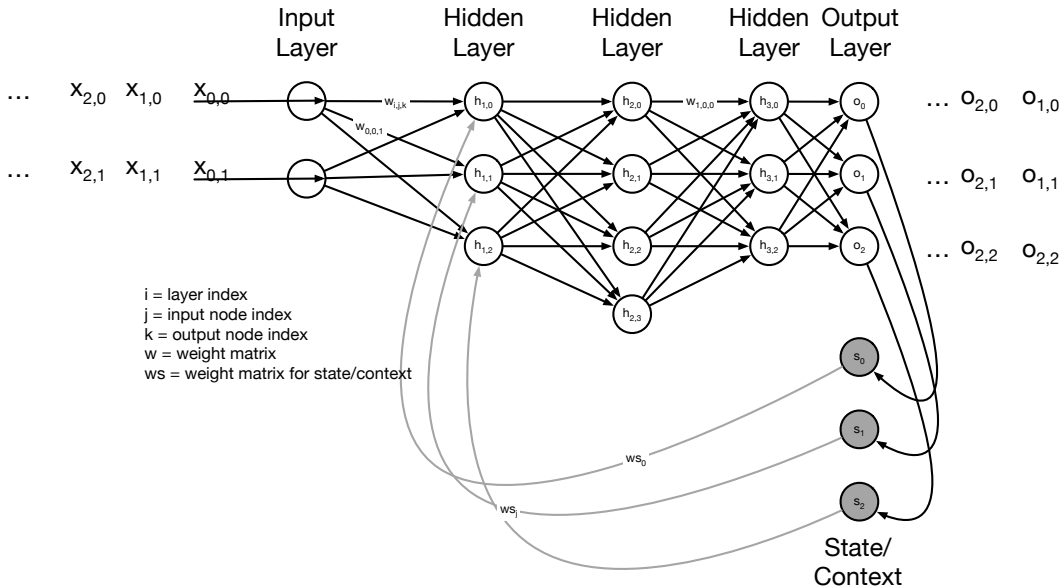 Input
Layer
Hidden
Layer
Hidden
Layer
Hidden
Layer
Output
Layer
... x2,0 x1,0 x0,0
wi,j,k
h1,0
h2,0
w1,0,0
h3,0
o0
... o2,0 o1,0
w0,0,1
... x2,1 x1,1 x0,1
h1,1
h2,1
h3,1
o1
... o2,1 o1,1
h1,2
h2,2
h3,2
o2
... o2,2 o2,2
h2,3
i = layer index
j = input node index
k = output node index
w = weight matrix
ws = weight matrix for state/context
s0
s1
ws0
s2
wsj
State/
Context